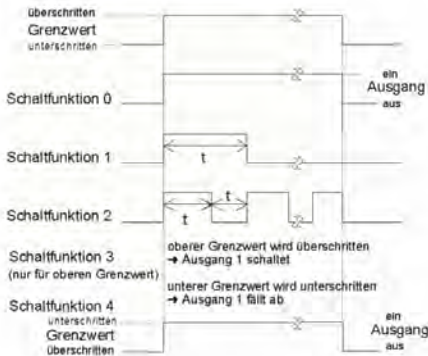 überschritten
Grenzwert
unterschritten
Schaltfunktion 0
ein
Ausgang
aus
Schaltfunktion 1
t
Schaltfunktion 2
t
t
Schaltfunktion 3
(nur für oberen Grenzwert)
oberer Grenzwert wird überschritten
→ Ausgang 1 schaltet
unterer Grenzwert wird unterschritten
→ Ausgang 1 fällt ab
Schaltfunktion 4
unterschritten
Grenzwert
überschritten
ein
Ausgang
aus